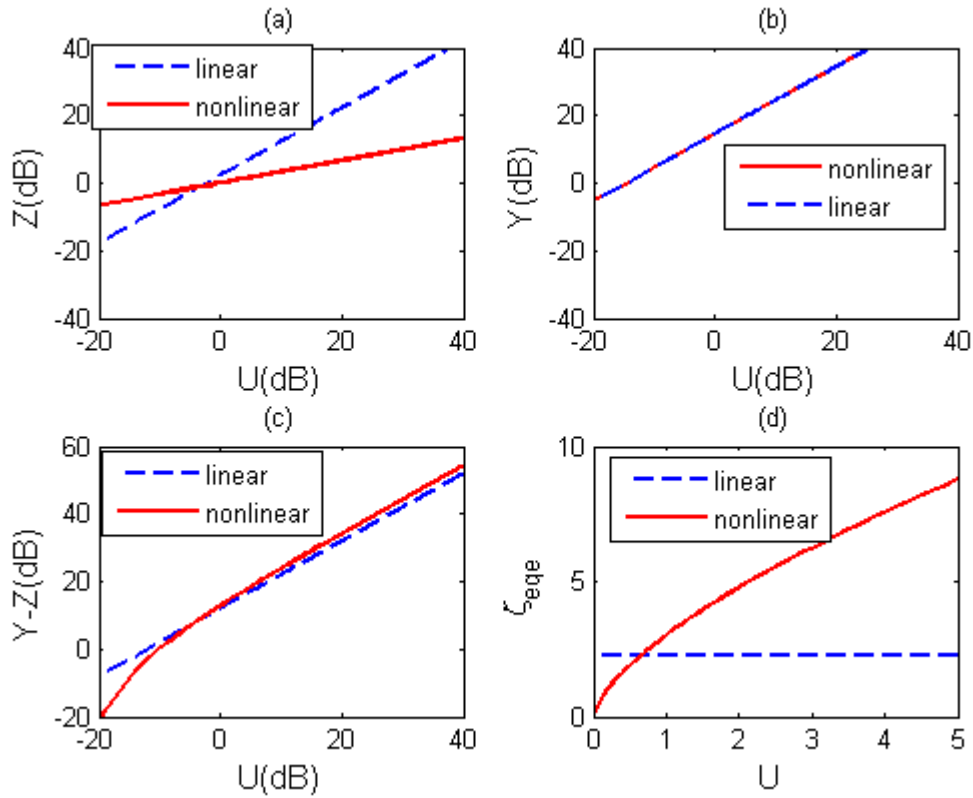 (a)
40
20
0
-20
-40
Z(dB)
linear
nonlinear
-20 0 20 40
U(dB)
(b)
40
20
0
-20
-40
Y(dB)
nonlinear
linear
-20 0 20 40
U(dB)
(c)
60
40
20
0
-20
Y-Z(dB)
linear
nonlinear
-20 0 20 40
U(dB)
(d)
10
5
0
ζeqe
linear
nonlinear
0 1 2 3 4 5
U